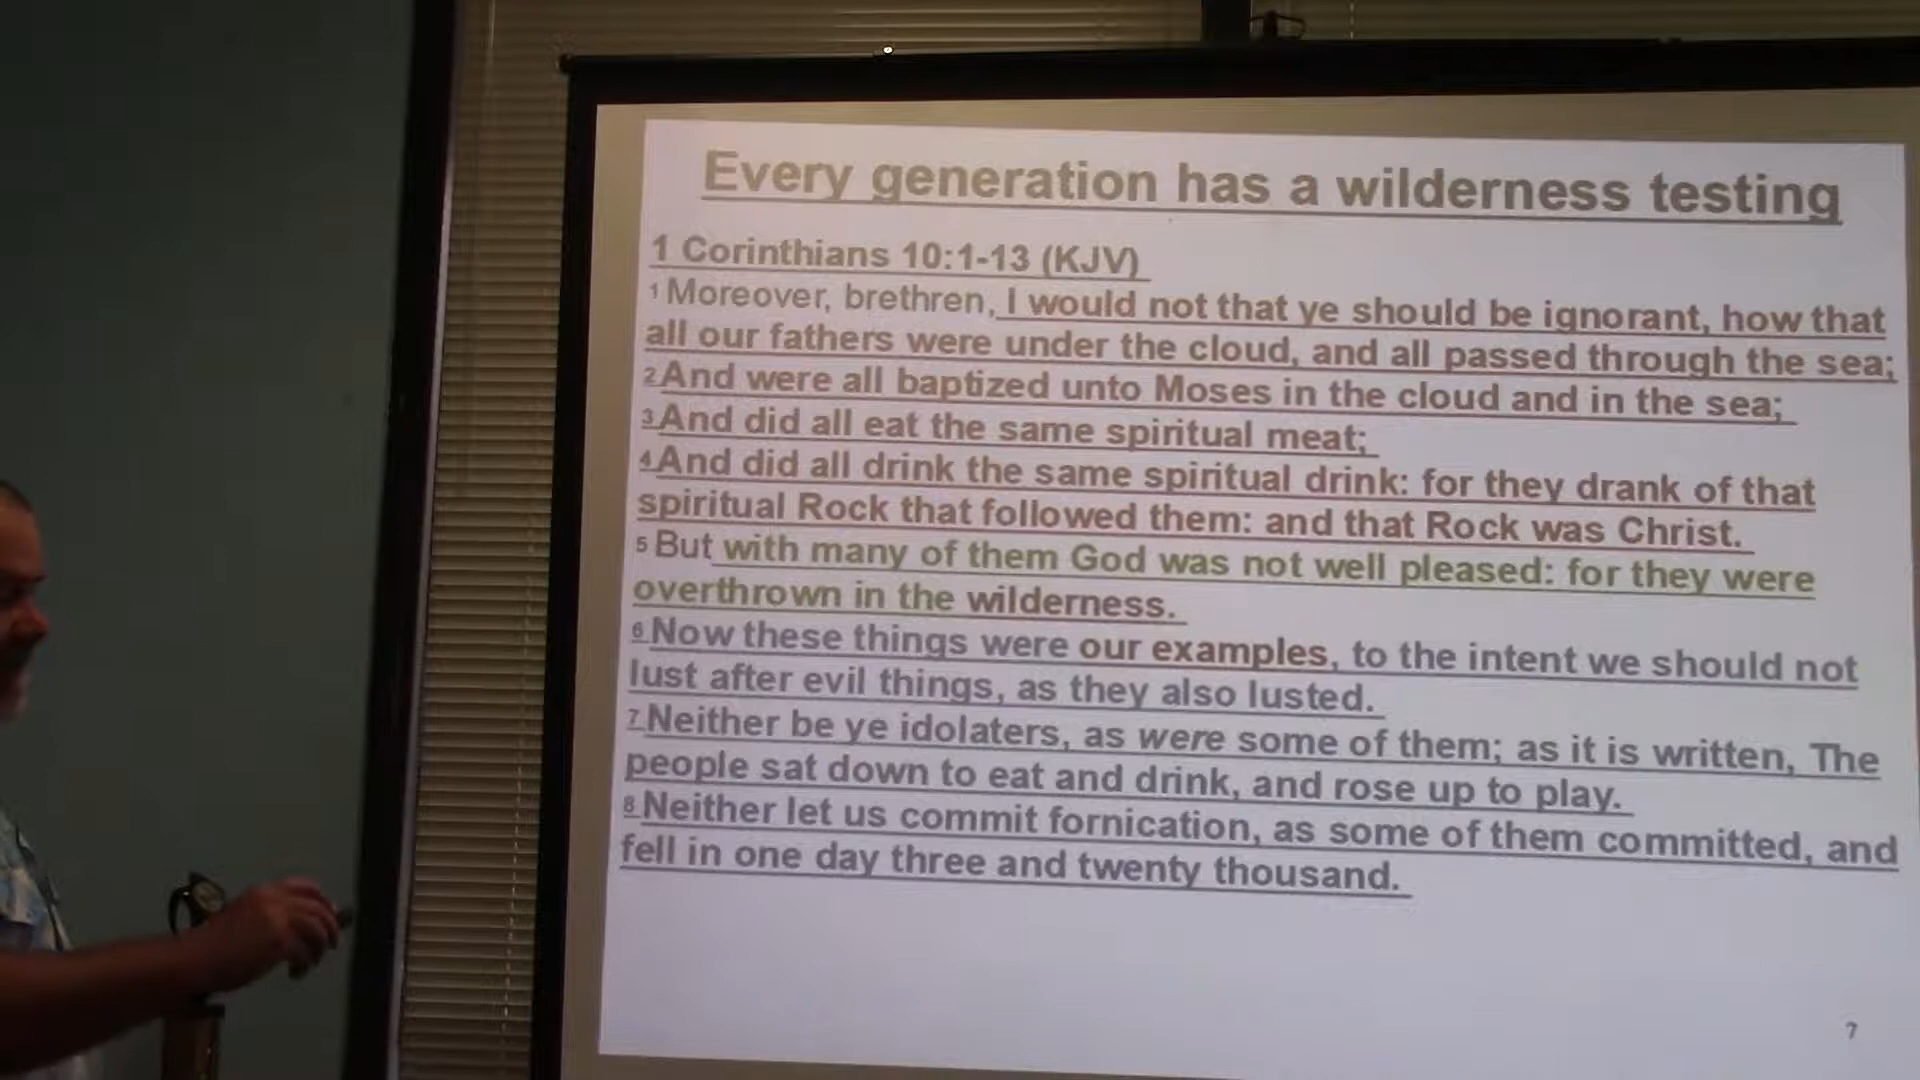 Every generation has a wilderness testing
1 Corinthians 10:1-13 (KJV)
1 Moreover, brethren, I would not that ye should be ignorant, how that
all our fathers were under the cloud, and all passed through the sea;
2 And were all baptized unto Moses in the cloud and in the sea;
3 And did all eat the same spiritual meat;
4 And did all drink the same spiritual drink: for they drank of that
spiritual Rock that followed them: and that Rock was Christ.
5 But with many of them God was not well pleased: for they were
overthrown in the wilderness.
6 Now these things were our examples, to the intent we should not
lust after evil things, as they also lusted.
7 Neither be ye idolaters, as were some of them; as it is written, The
people sat down to eat and drink, and rose up to play.
8 Neither let us commit fornication, as some of them committed, and
fell in one day three and twenty thousand.
7